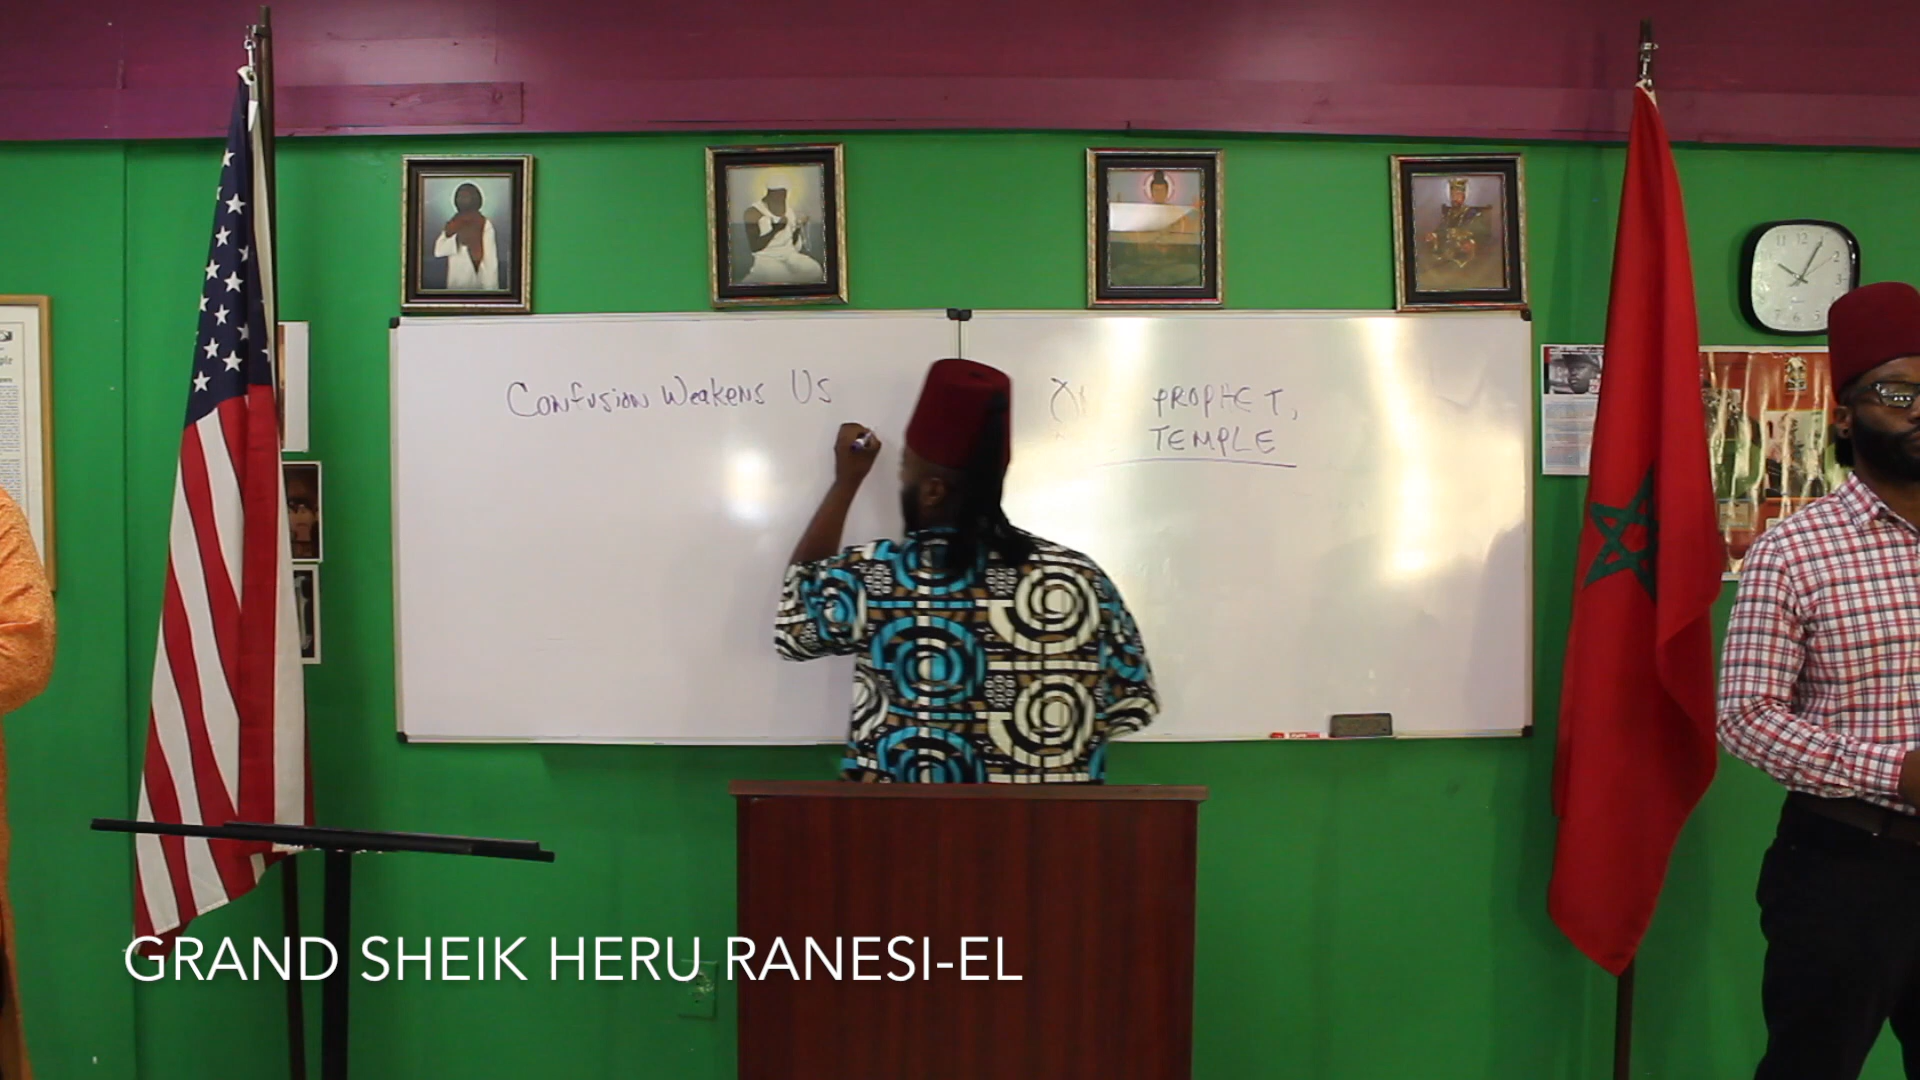 Confusion Weakens Us
PROPHET,
TEMPLE
GRAND SHEIK HERU RANESI-EL